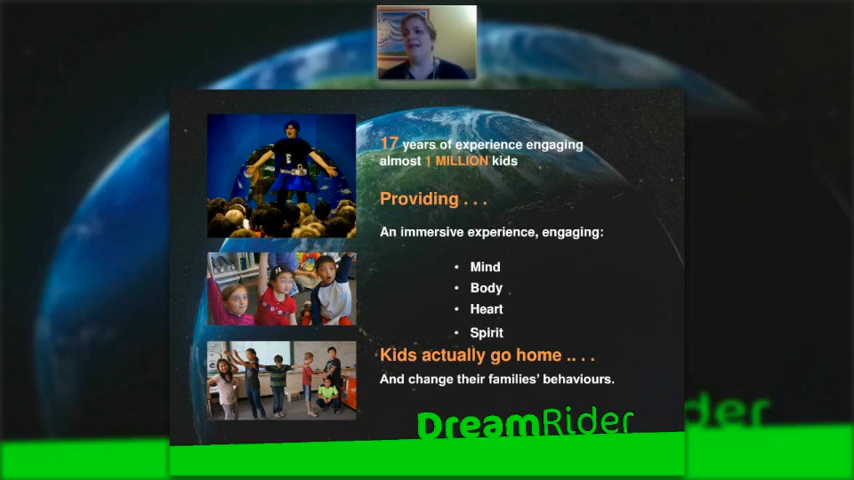 17 years of experience engaging
almost 1 MILLION kids
Providing . . .
An immersive experience, engaging:
• Mind
• Body
• Heart
• Spirit
Kids actually go home .. . .
And change their families’ behaviours.
DreamRider
der